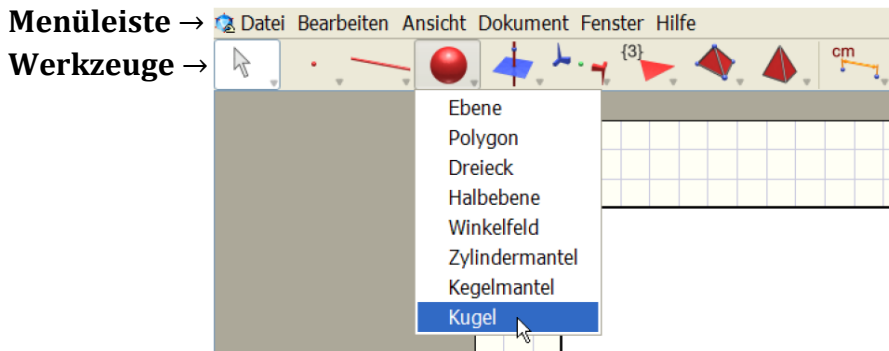 Menüleiste → Datei Bearbeiten Ansicht Dokument Fenster Hilfe
Werkzeuge → {3} cm
Ebene
Polygon
Dreieck
Halbebene
Winkelfeld
Zylindermantel
Kegelmantel
Kugel